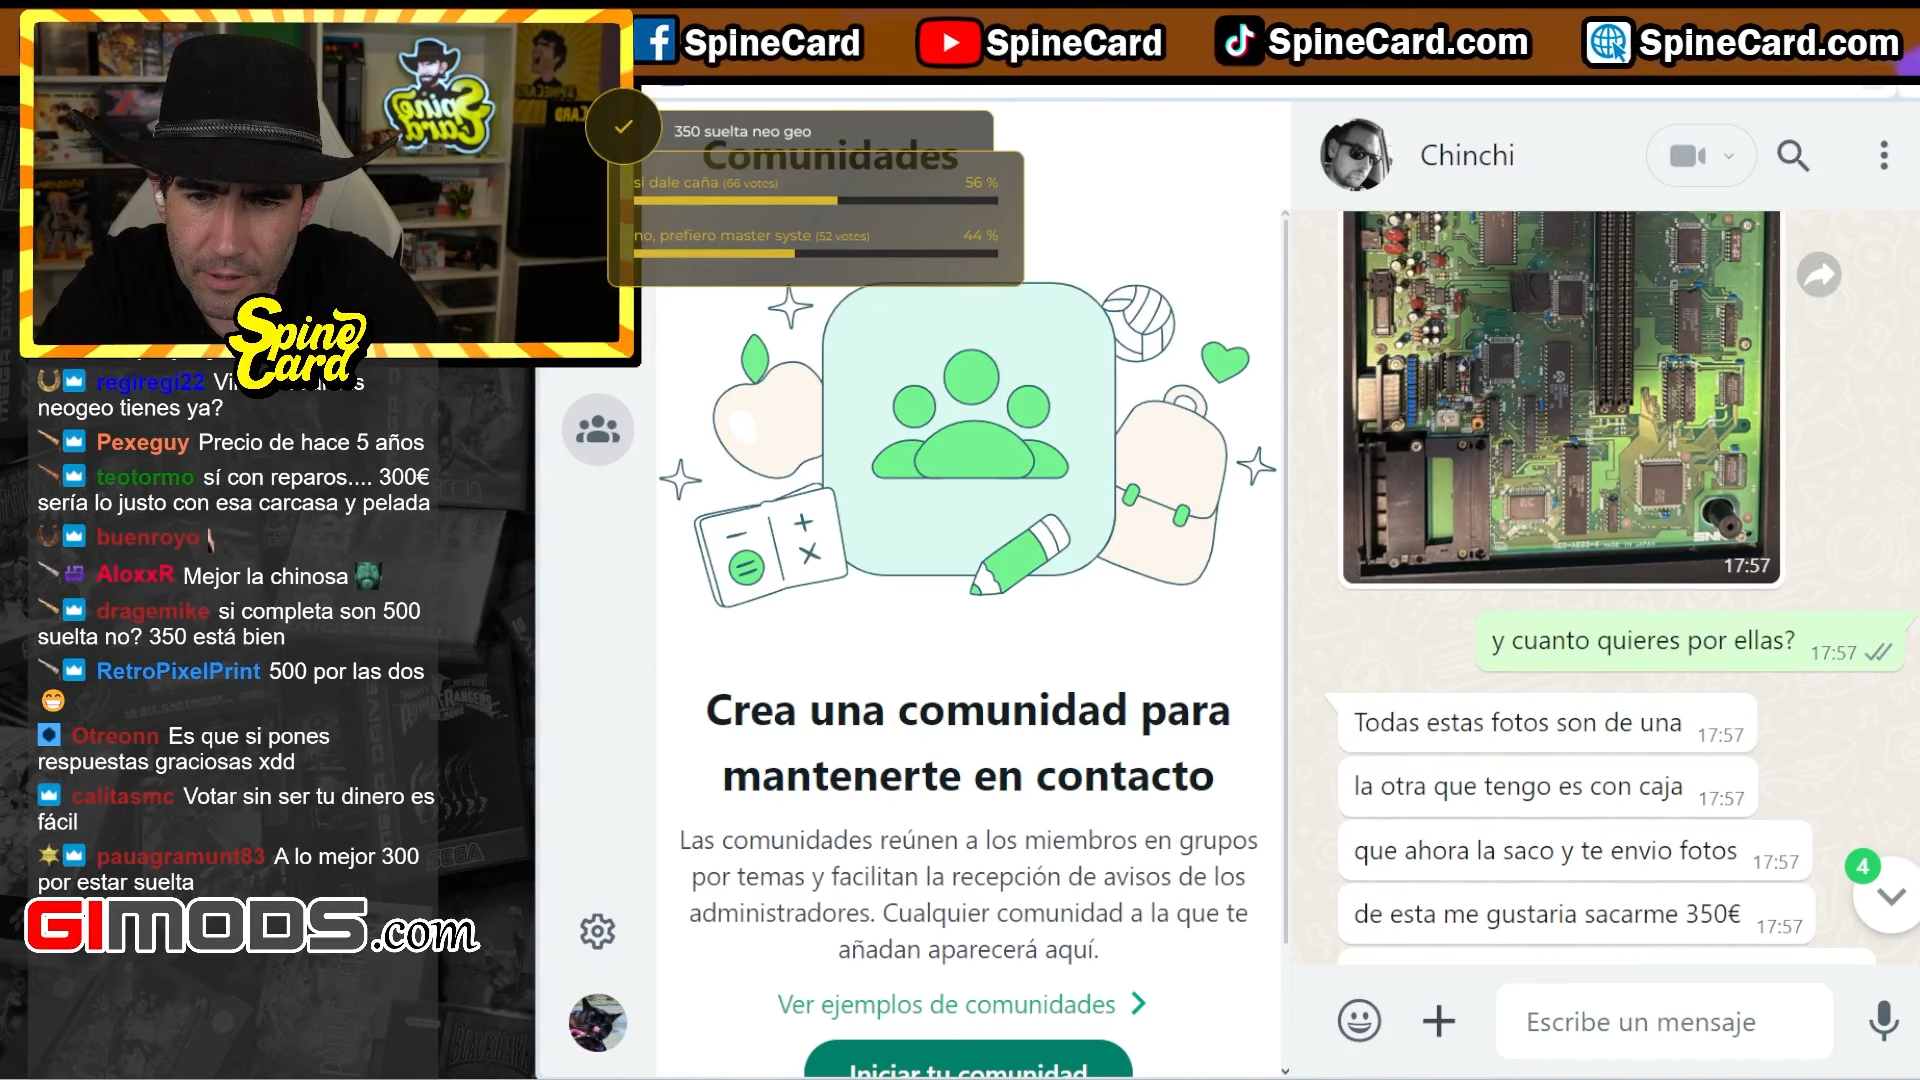 SpineCard
SpineCard
SpineCard.com
SpineCard.com
Spine
Card
350 suelta neo geo
Comunidades
si dale caña (66 votes) 56 %
no, prefiero master syste (52 votes) 44 %
Spine
Card
regiregi22
neogeo tienes ya?
Pexeguy Precio de hace 5 años
teotormo sí con reparos.... 300€
sería lo justo con esa carcasa y pelada
buenroyo
AloxxR Mejor la chinosa
dragemike si completa son 500
suelta no? 350 está bien
RetroPixelPrint 500 por las dos
Otreonn Es que si pones
respuestas graciosas xdd
calitasmc Votar sin ser tu dinero es
fácil
pauagramunt83 A lo mejor 300
por estar suelta
GIMODS.com
Crea una comunidad para
mantenerte en contacto
Las comunidades reúnen a los miembros en grupos
por temas y facilitan la recepción de avisos de los
administradores. Cualquier comunidad a la que te
añadan aparecerá aquí.
Ver ejemplos de comunidades
Iniciar tu comunidad
Chinchi
17:57
y cuanto quieres por ellas? 17:57
Todas estas fotos son de una 17:57
la otra que tengo es con caja 17:57
que ahora la saco y te envio fotos 17:57
4
de esta me gustaria sacarme 350€ 17:57
Escribe un mensaje